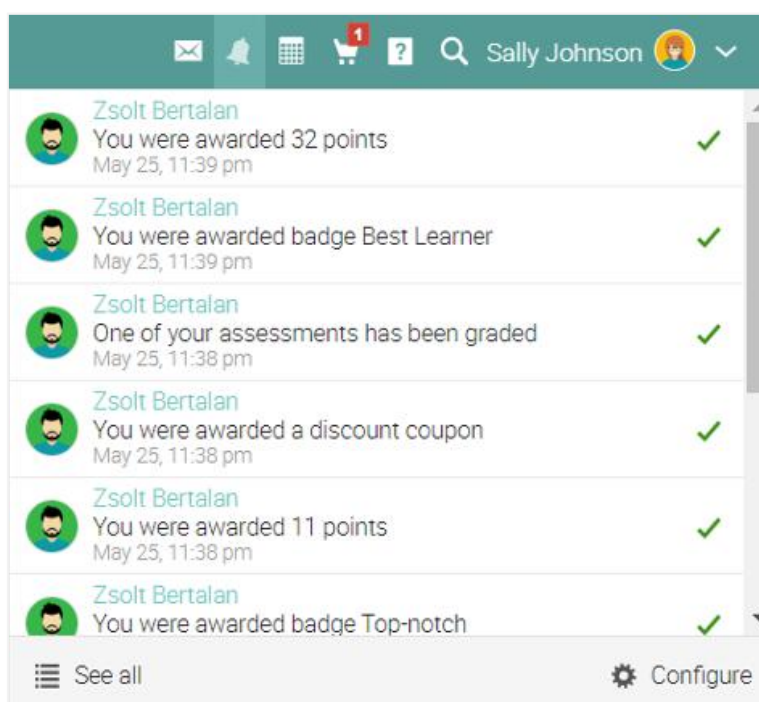 1
? Sally Johnson
Zsolt Bertalan
You were awarded 32 points
May 25, 11:39 pm
Zsolt Bertalan
You were awarded badge Best Learner
May 25, 11:39 pm
Zsolt Bertalan
One of your assessments has been graded
May 25, 11:38 pm
Zsolt Bertalan
You were awarded a discount coupon
May 25, 11:38 pm
Zsolt Bertalan
You were awarded 11 points
May 25, 11:38 pm
Zsolt Bertalan
You were awarded badge Top-notch
See all Configure